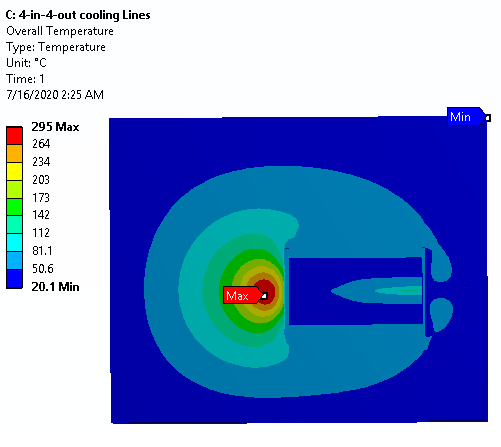 C: 4-in-4-out cooling Lines
Overall Temperature
Type: Temperature
Unit: °C
Time: 1
7/16/2020 2:25 AM
Min
295 Max
264
234
203
173
142
112
81.1
50.6
20.1 Min
Max